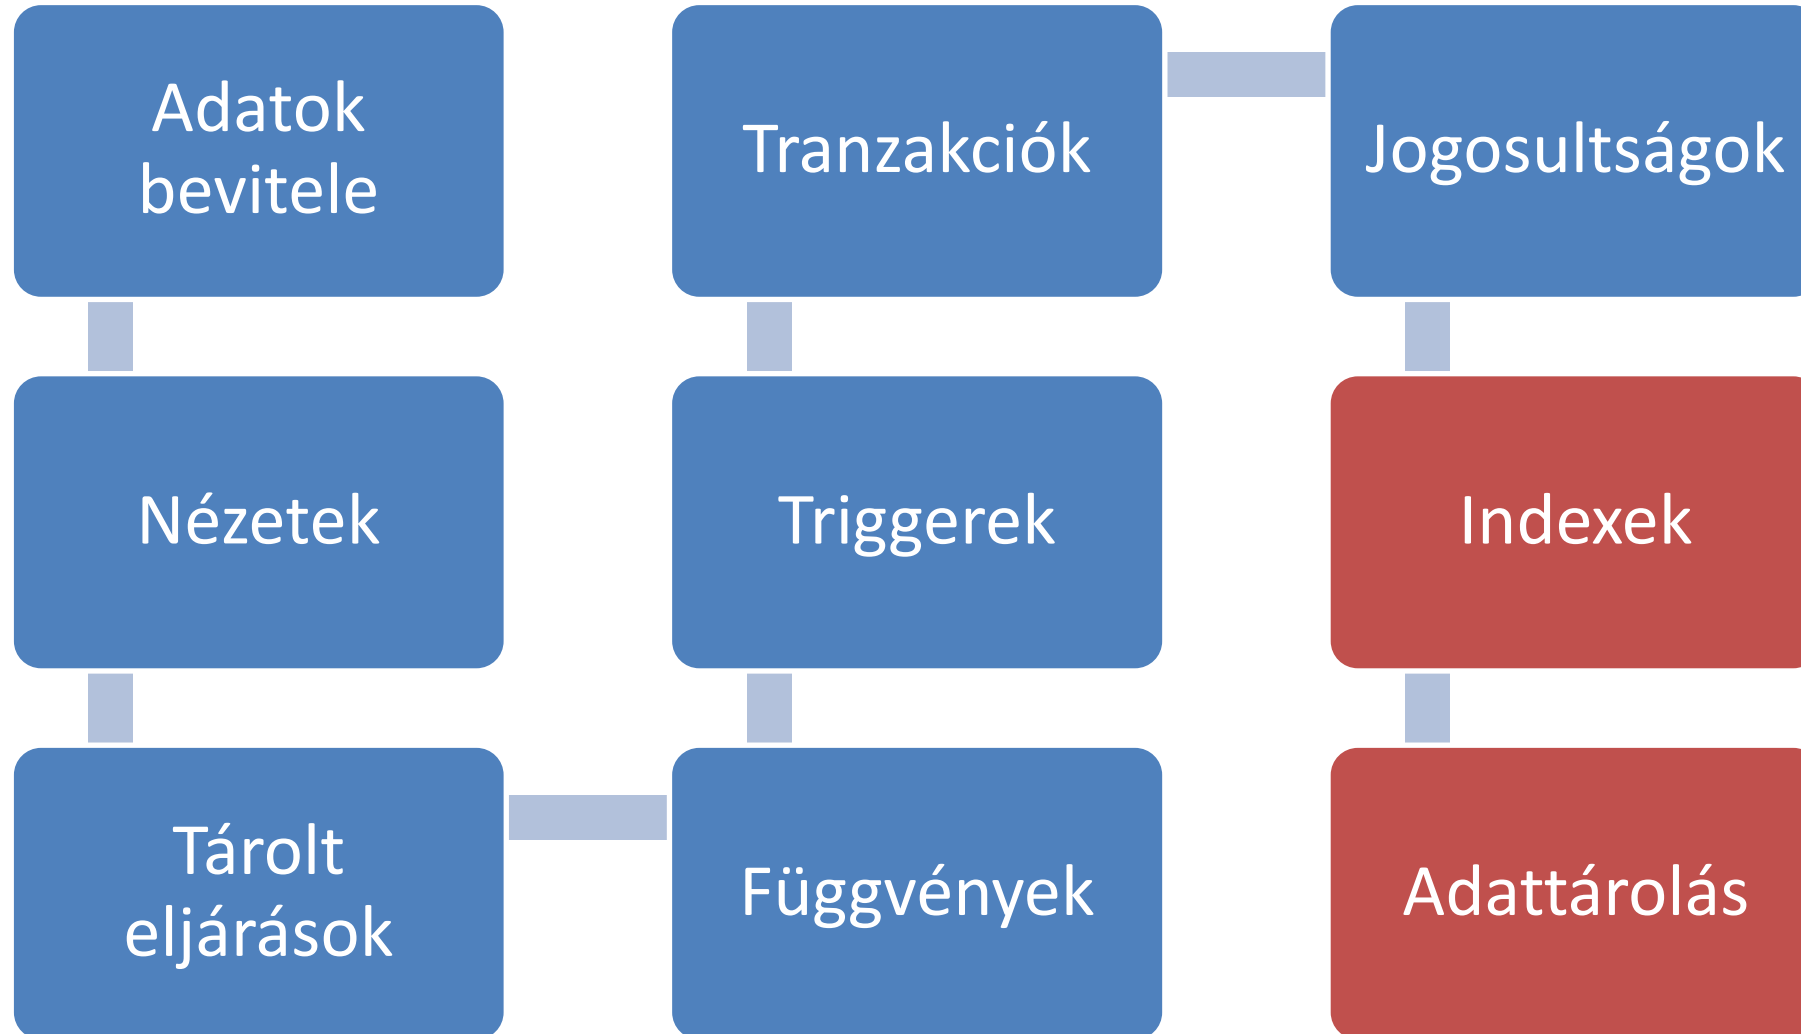 Adatok
bevitele
Nézetek
Tárolt
eljárások
Függvények
Triggerek
Tranzakciók
Jogosultságok
Indexek
Adattárolás